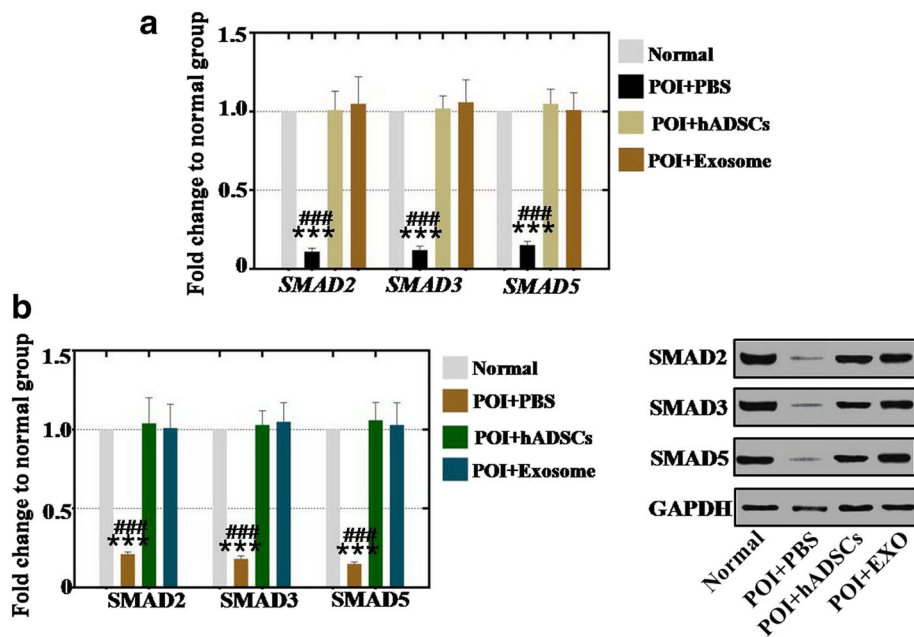 a
Fold change to normal group
1.5
1.0
0.5
0
###
***
###
***
###
***
SMAD2 SMAD3 SMAD5
Normal
POI+PBS
POI+hADSCs
POI+Exosome
b
Fold change to normal group
1.5
1.0
0.5
0
###
***
###
***
###
***
SMAD2 SMAD3 SMAD5
Normal
POI+PBS
POI+hADSCs
POI+Exosome
SMAD2
SMAD3
SMAD5
GAPDH
Normal
POI+PBS
POI+hADSCs
POI+EXO